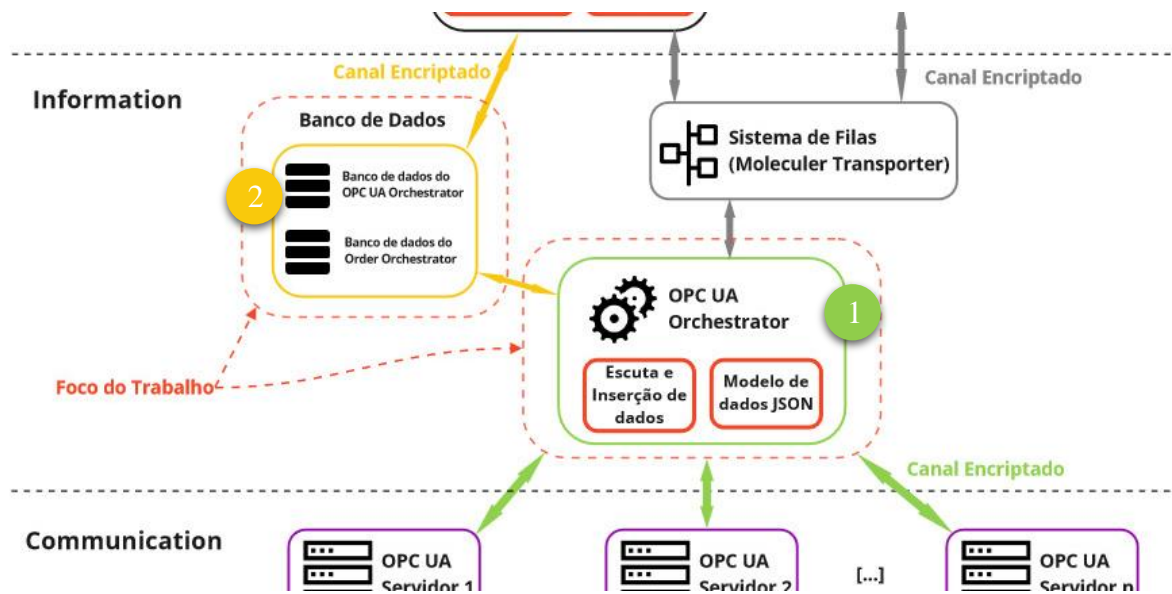 Canal Encriptado
Canal Encriptado
Information
Banco de Dados
Sistema de Filas
(Moleculer Transporter)
Banco de dados do
OPC UA Orchestrator
2
Banco de dados do
Order Orchestrator
OPC UA
Orchestrator
1
Foco do Trabalho
Escuta e
Inserção de
dados
Modelo de
dados JSON
Canal Encriptado
Communication
OPC UA
Servidor 1
OPC UA
Servidor 2
[...]
OPC UA
Servidor n